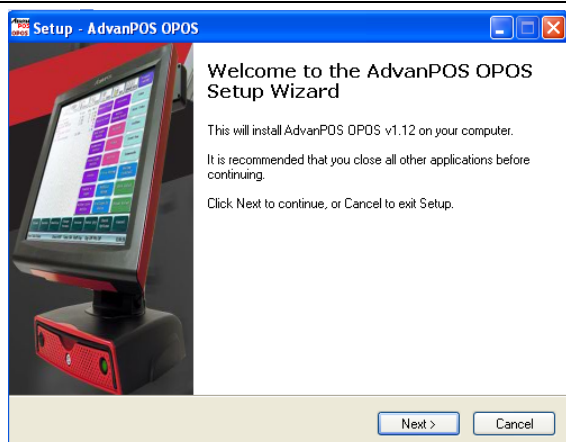 Setup - AdvanPOS OPOS
Welcome to the AdvanPOS OPOS
Setup Wizard
This will install AdvanPOS OPOS v1.12 on your computer.
It is recommended that you close all other applications before
continuing.
Click Next to continue, or Cancel to exit Setup.
Next >
Cancel